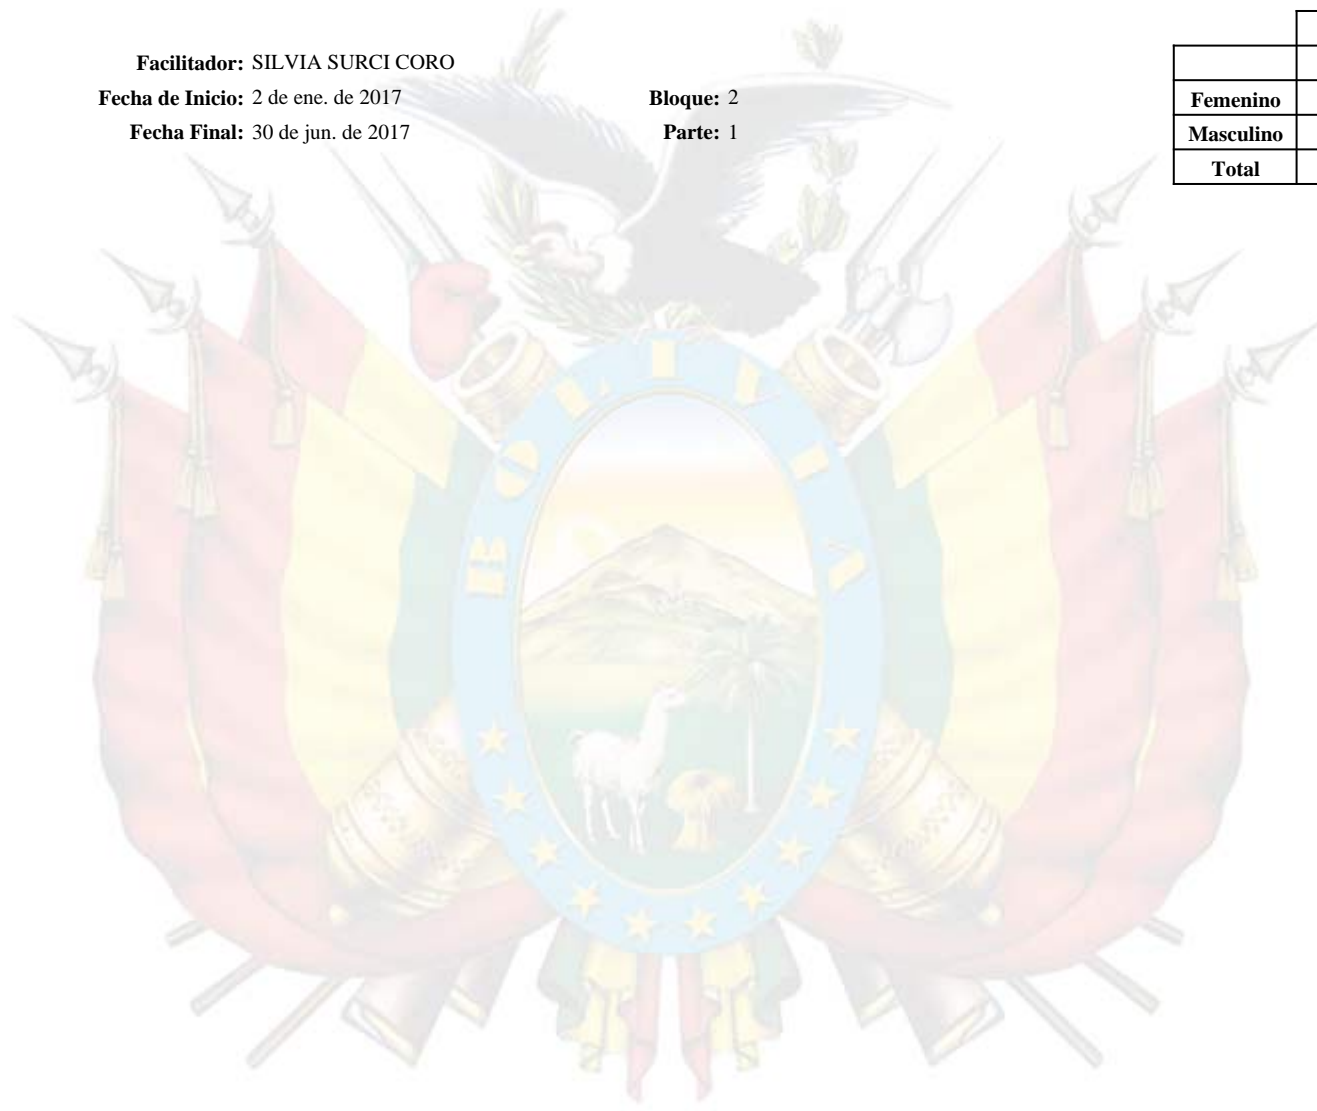 Facilitador: SILVIA SURCI CORO
Fecha de Inicio: 2 de ene. de 2017 Bloque: 2
Fecha Final: 30 de jun. de 2017 Parte: 1
Femenino
Masculino
Total
BOLIVIA